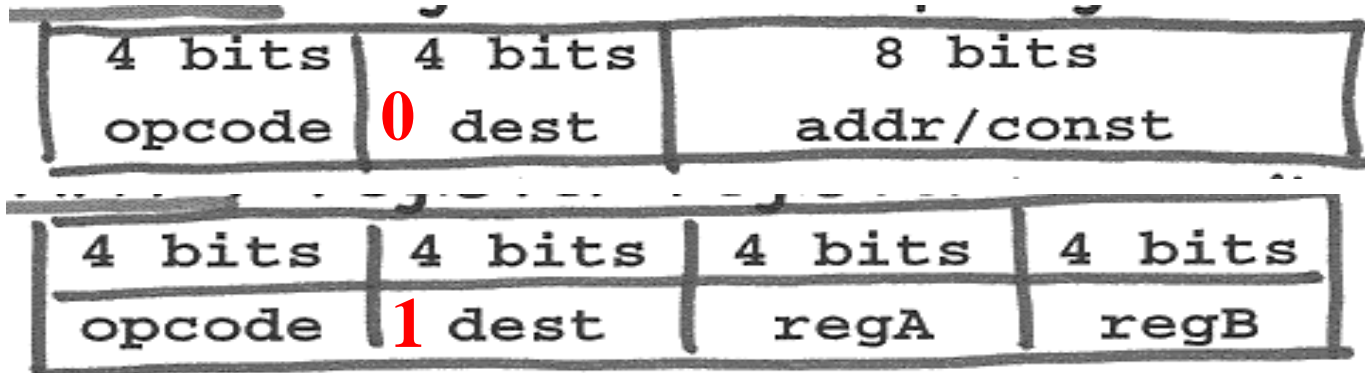 4 bits 4 bits 8 bits
opcode 0 dest addr/const
4 bits 4 bits 4 bits 4 bits
opcode 1 dest regA regB